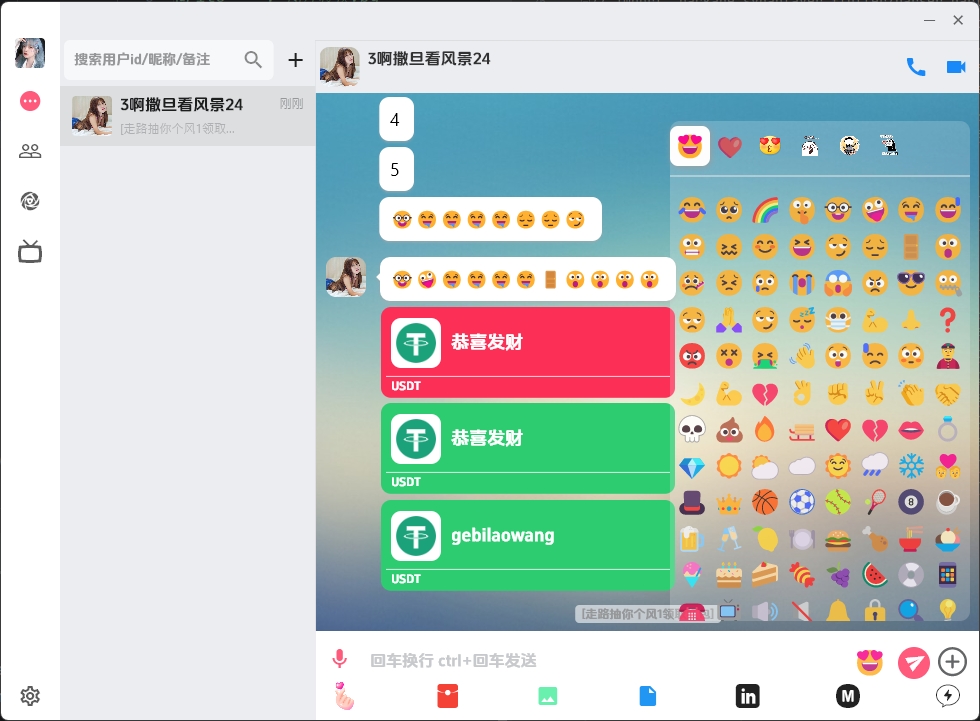 搜索用户id/昵称/备注
3啊撒旦看风景24
刚刚
[走路抽你个风1领取...
3啊撒旦看风景24
4
5
恭喜发财
USDT
恭喜发财
USDT
gebilaowang
USDT
[走路抽你个风1领
回车换行 ctrl+回车发送